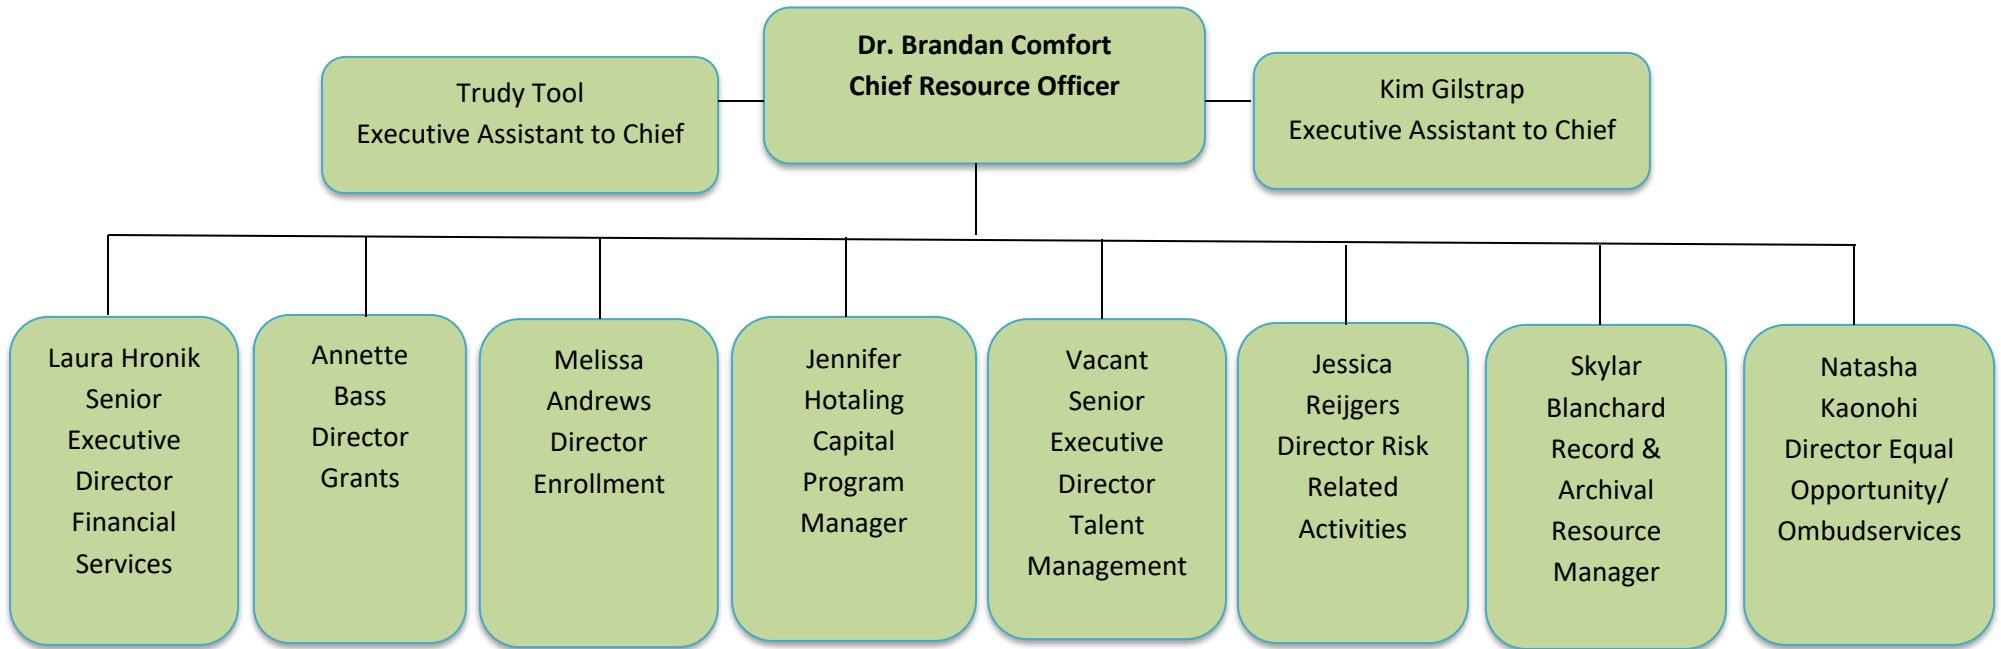 Dr. Brandan Comfort
Chief Resource Officer
Trudy Tool
Executive Assistant to Chief
Kim Gilstrap
Executive Assistant to Chief
Laura Hronik
Senior
Executive
Director
Financial
Services
Annette
Bass
Director
Grants
Melissa
Andrews
Director
Enrollment
Jennifer
Hotaling
Capital
Program
Manager
Vacant
Senior
Executive
Director
Talent
Management
Jessica
Reijgers
Director Risk
Related
Activities
Skylar
Blanchard
Record &
Archival
Resource
Manager
Natasha
Kaonohi
Director Equal
Opportunity/
Ombudservices